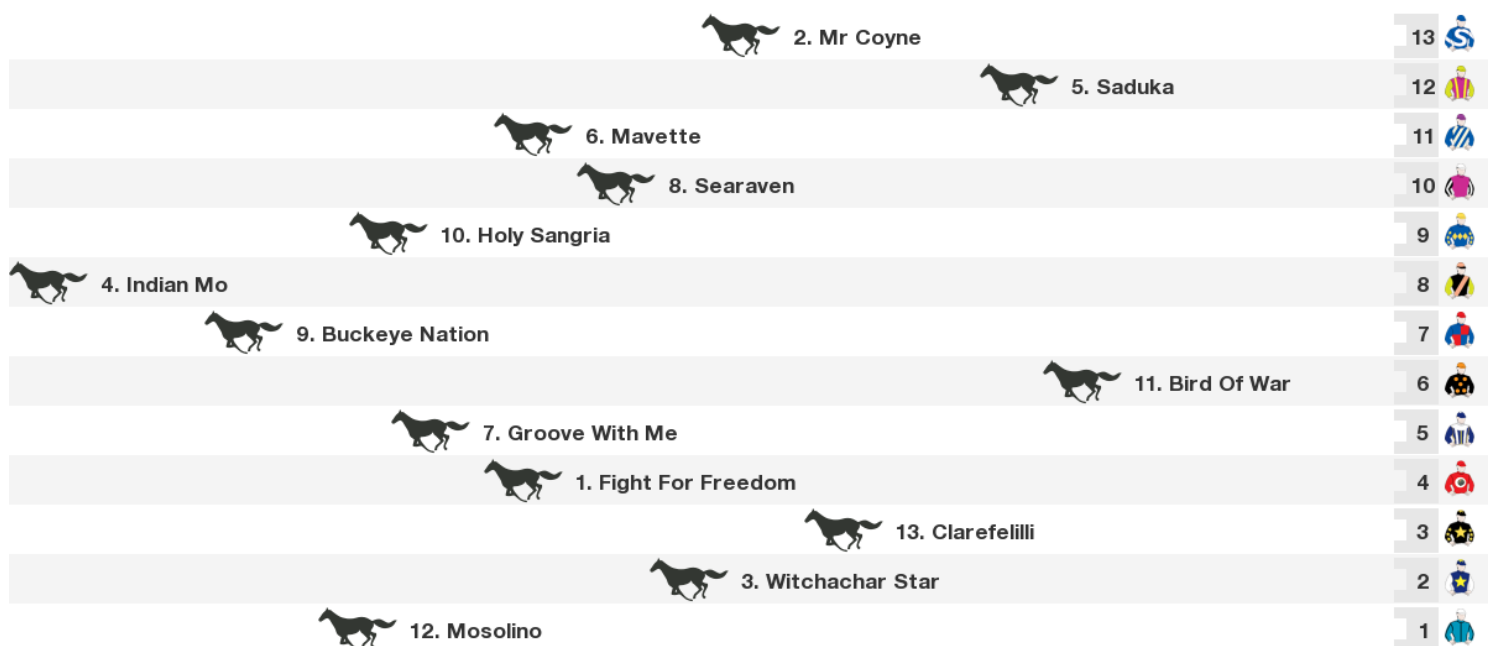 2. Mr Coyne 13
5. Saduka 12
6. Mavette 11
8. Searaven 10
10. Holy Sangria 9
4. Indian Mo 8
9. Buckeye Nation 7
11. Bird Of War 6
7. Groove With Me 5
1. Fight For Freedom 4
13. Clarefelilli 3
3. Witchachar Star 2
12. Mosolino 1